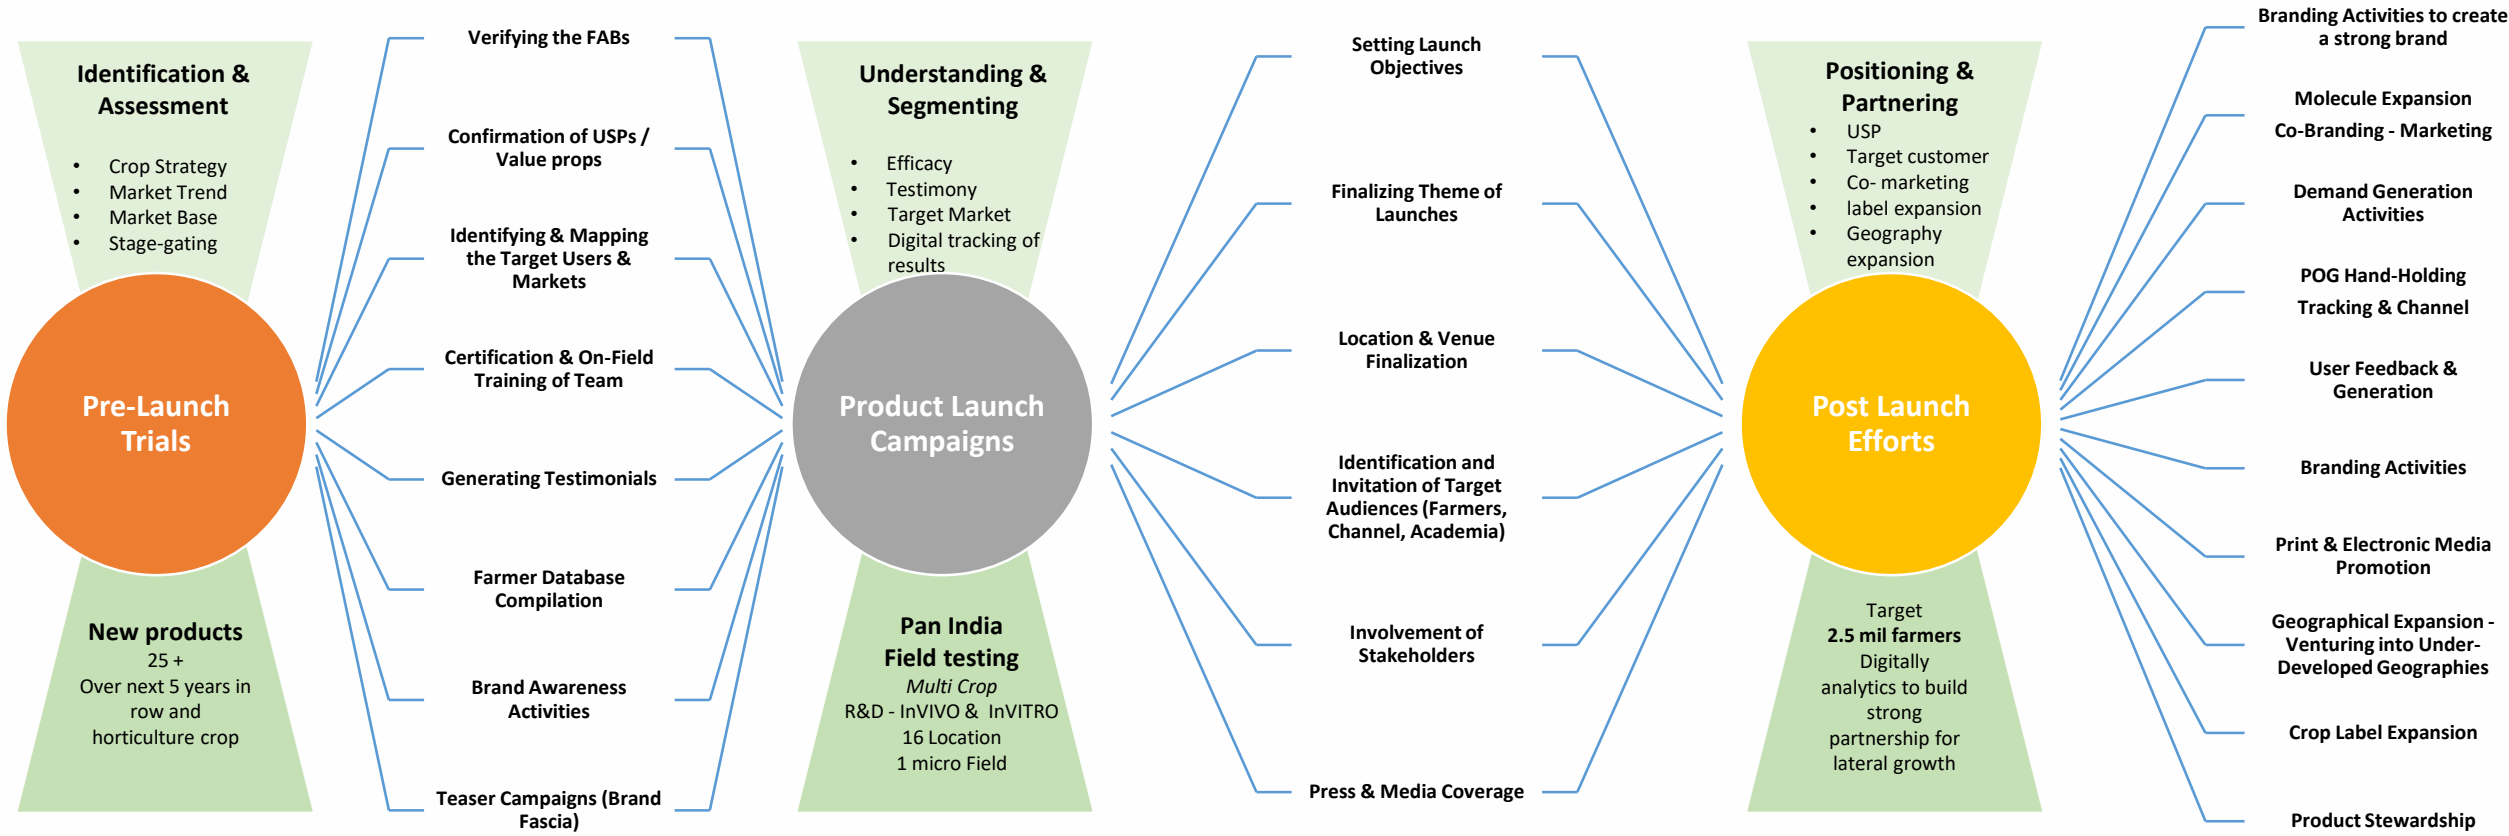 Identification &
Assessment
• Crop Strategy
• Market Trend
• Market Base
• Stage-gating
Pre-Launch
Trials
New products
25 +
Over next 5 years in
row and
horticulture crop
Verifying the FABs
Confirmation of USPs /
Value props
Identifying & Mapping
the Target Users &
Markets
Certification & On-Field
Training of Team
Generating Testimonials
Farmer Database
Compilation
Brand Awareness
Activities
Teaser Campaigns (Brand
Fascia)
Understanding &
Segmenting
• Efficacy
• Testimony
• Target Market
• Digital tracking of
results
Product Launch
Campaigns
Pan India
Field testing
Multi Crop
R&D - InVIVO & InVITRO
16 Location
1 micro Field
Setting Launch
Objectives
Finalizing Theme of
Launches
Location & Venue
Finalization
Identification and
Invitation of Target
Audiences (Farmers,
Channel, Academia)
Involvement of
Stakeholders
Press & Media Coverage
Positioning &
Partnering
• USP
• Target customer
• Co- marketing
• label expansion
• Geography
expansion
Post Launch
Efforts
Target
2.5 mil farmers
Digitally
analytics to build
strong
partnership for
lateral growth
Branding Activities to create
a strong brand
Molecule Expansion
Co-Branding - Marketing
Demand Generation
Activities
POG Hand-Holding
Tracking & Channel
User Feedback &
Generation
Branding Activities
Print & Electronic Media
Promotion
Geographical Expansion -
Venturing into Under-
Developed Geographies
Crop Label Expansion
Product Stewardship